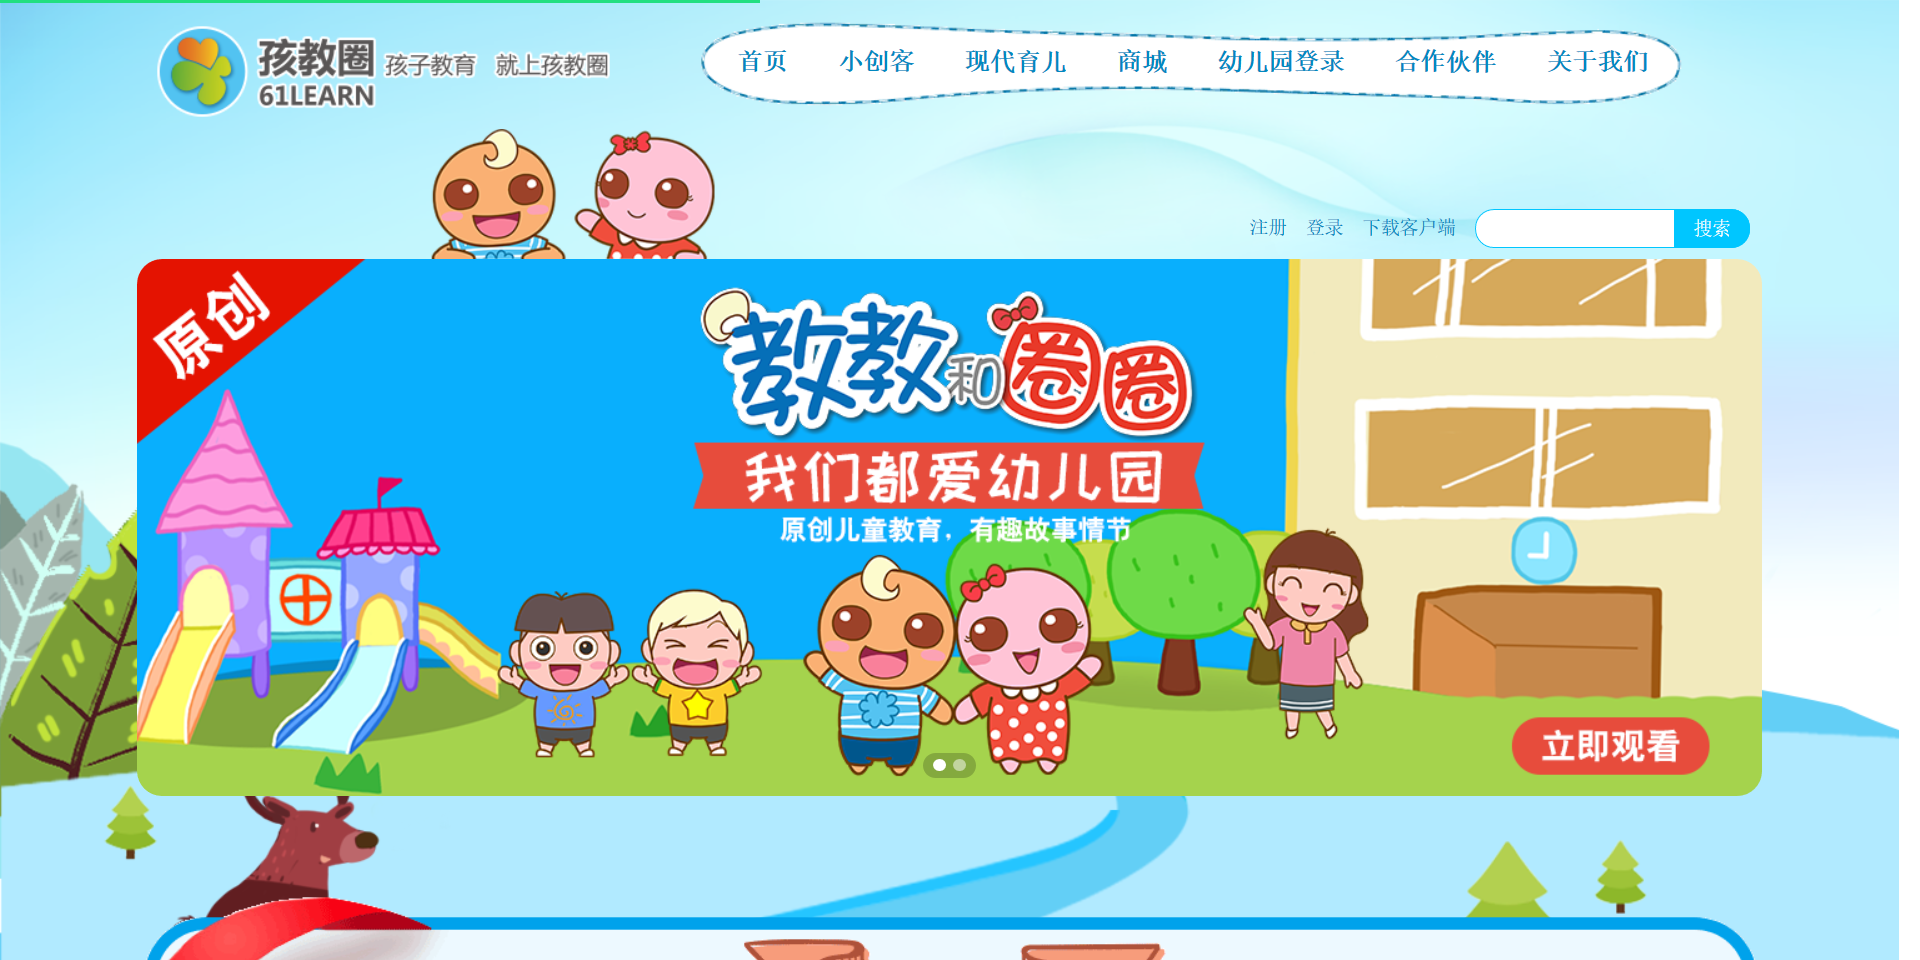 孩教圈
61LEARN
孩子教育 就上孩教圈
首页 小创客 现代育儿 商城 幼儿园登录 合作伙伴 关于我们
注册 登录 下载客户端 搜索
原创
教教和圈圈
我们都爱幼儿园
原创儿童教育，有趣故事情节
立即观看